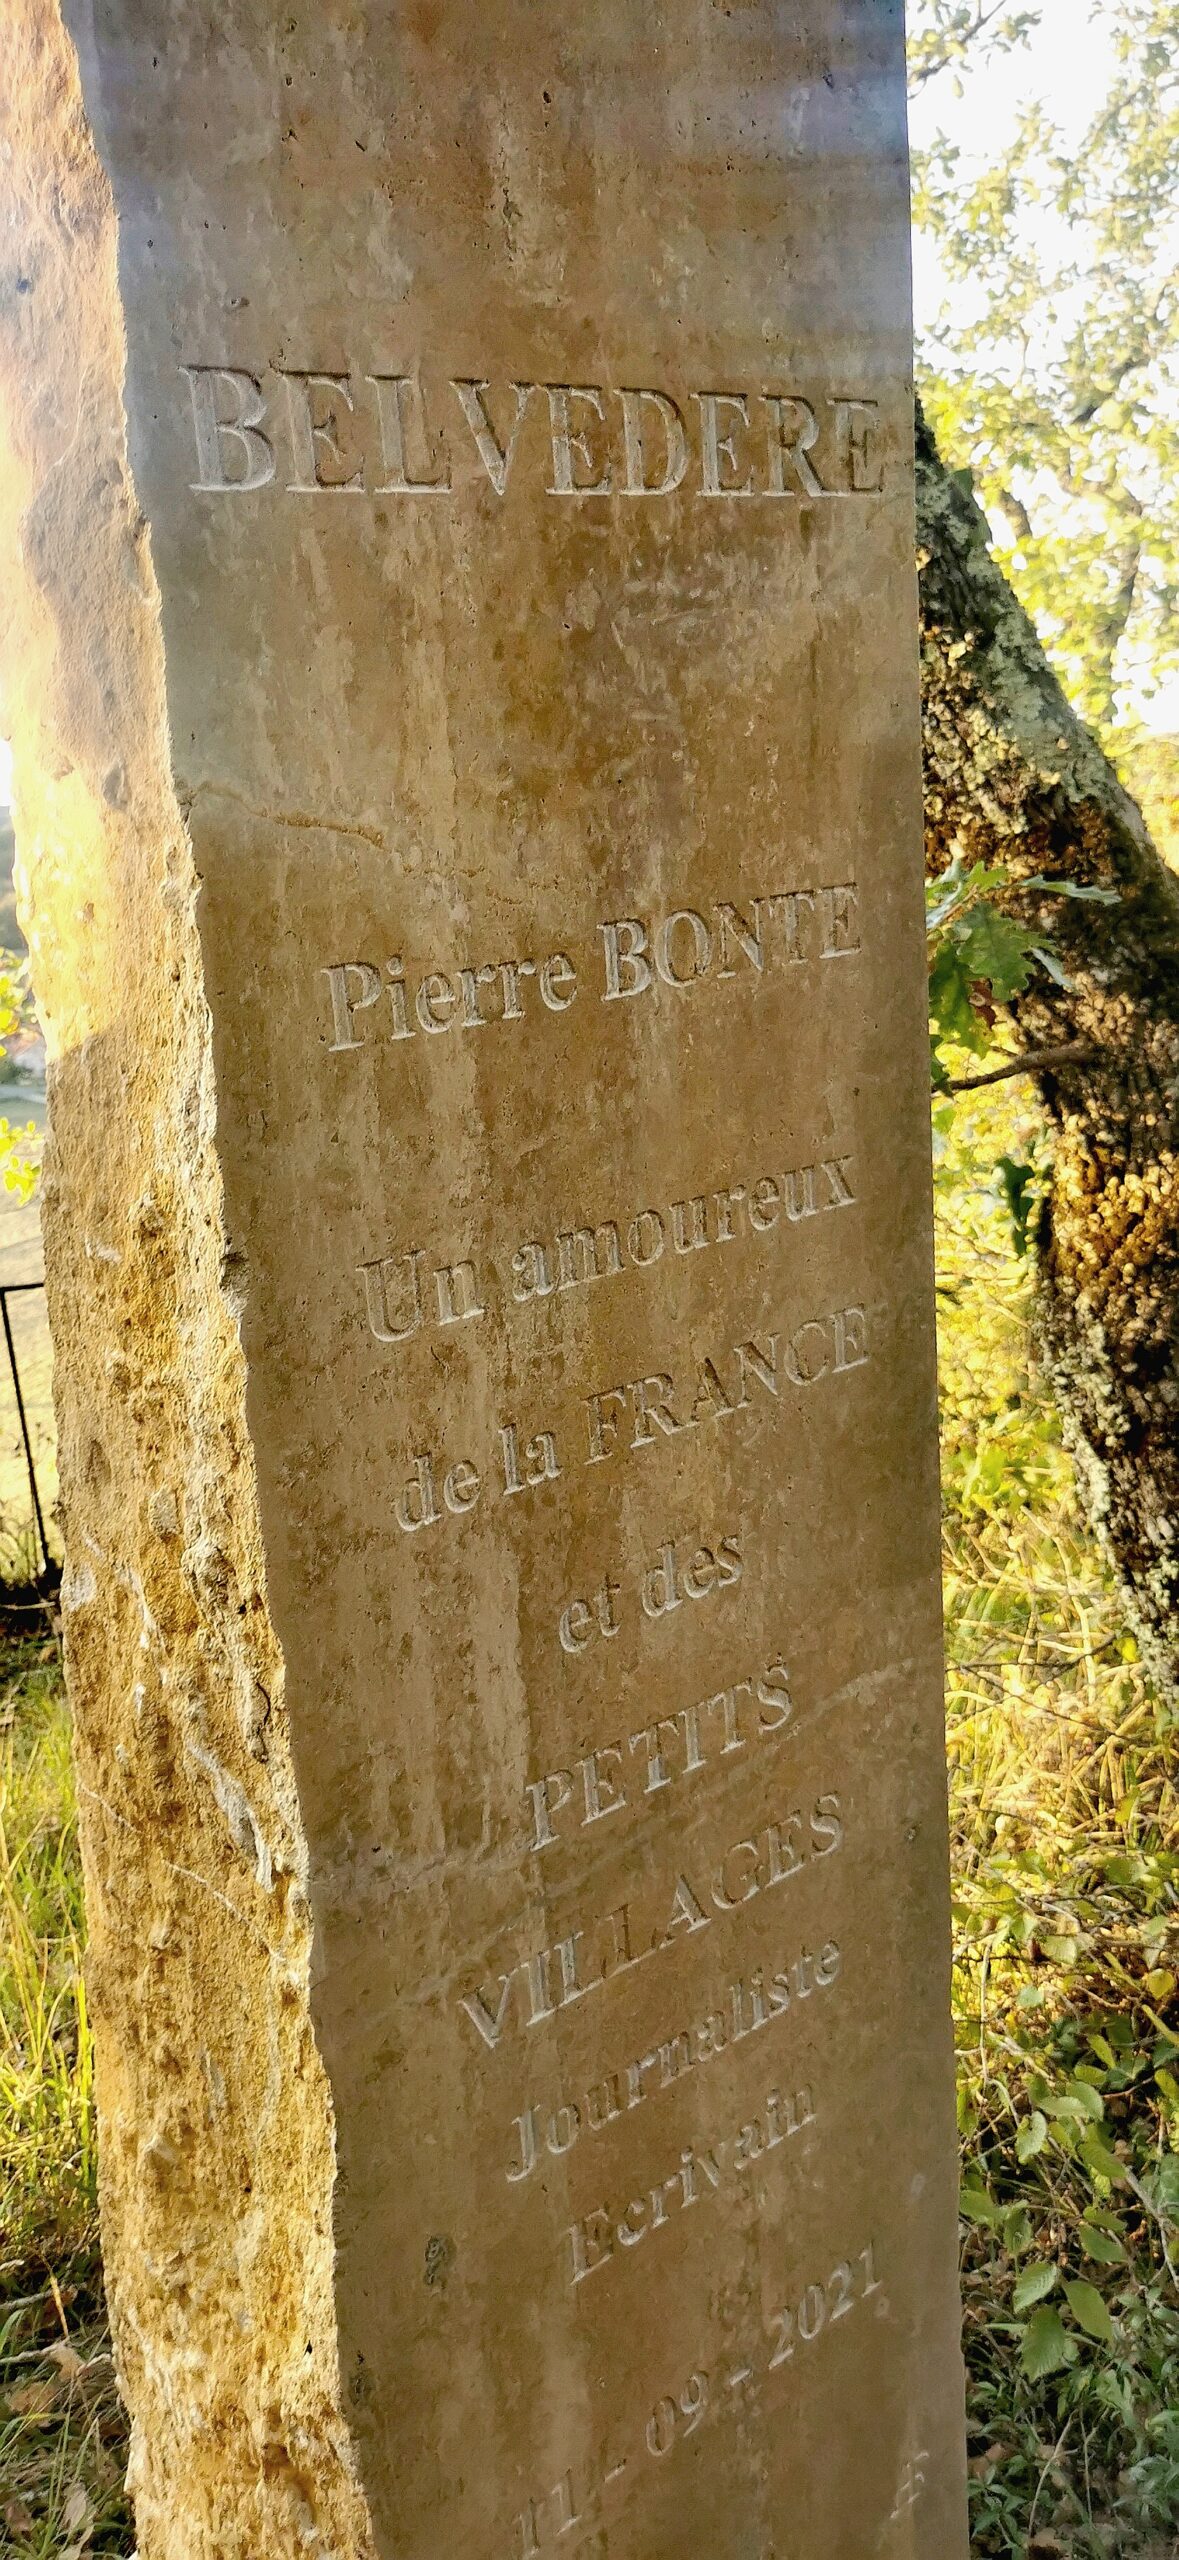 BELVEDERE
Pierre BONTE
Un amoureux
de la FRANCE
et des
PETITS
VILLAGES
Journaliste
Ecrivain
11 - 09 - 2021